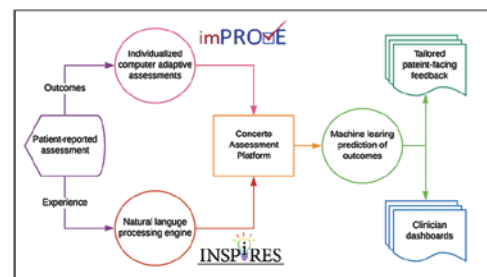 imPROVE
Individualized
computer adaptive
assessments
Outcomes
Patient-reported
assessment
Experience
Natural languge
processing engine
INSPiRES
Concerto
Assessment
Platform
Machine learing
prediction of
outcomes
Tailored
pateint-facing
feedback
Clinician
dashboards